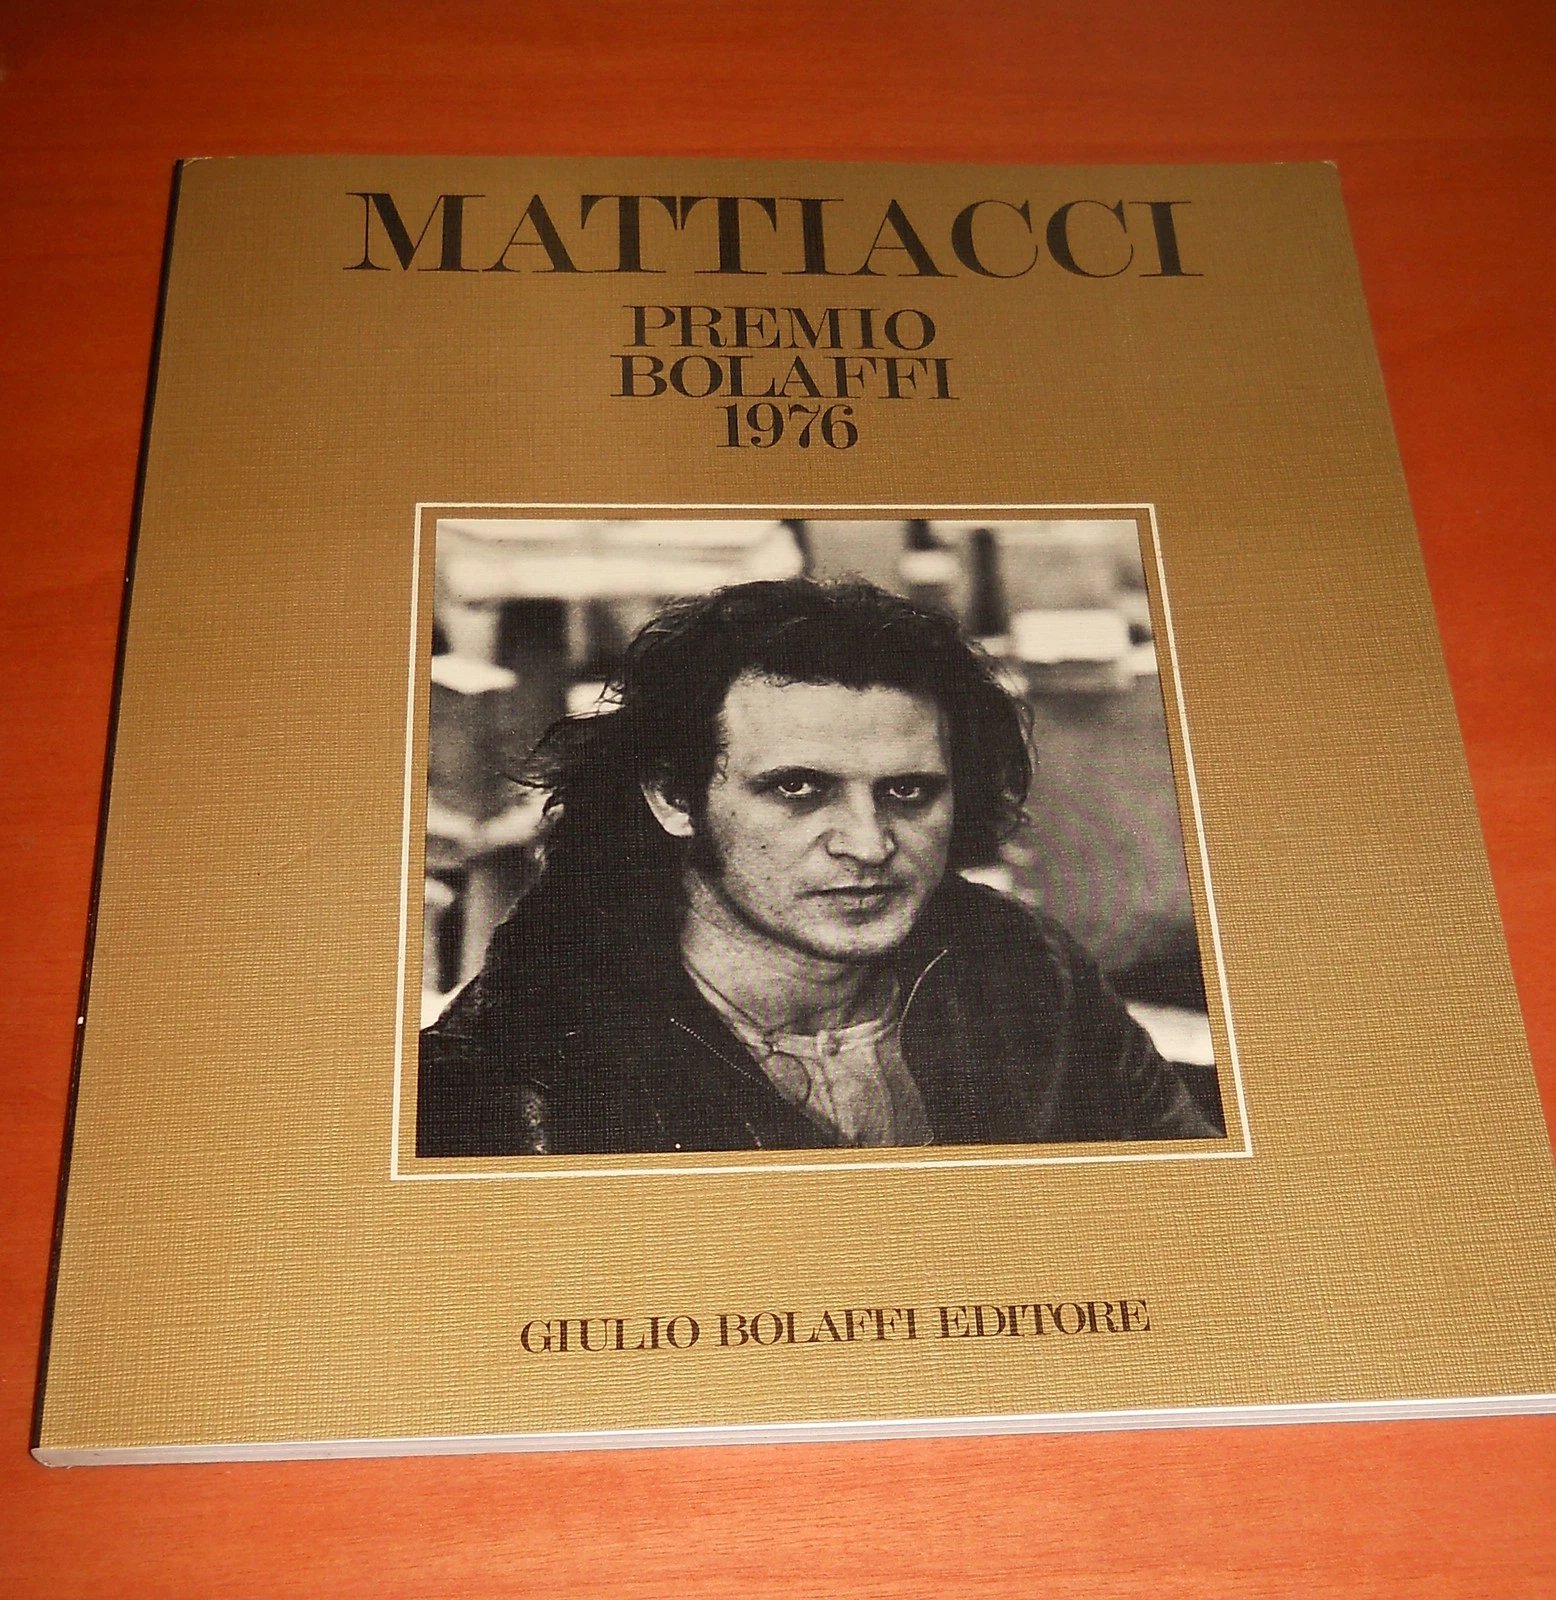 MATTIACCI
PREMIO
BOLAFFI
1976
GIULIO BOLAFFI EDITORE